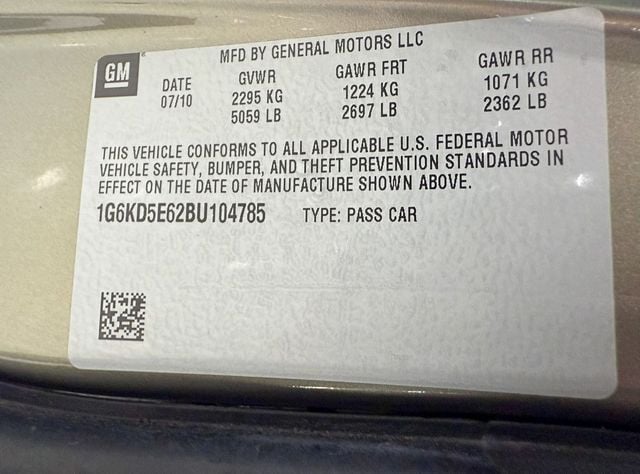 GM
MFD BY GENERAL MOTORS LLC
DATE GVWR GAWR FRT GAWR RR
07/10 2295 KG 1224 KG 1071 KG
5059 LB 2697 LB 2362 LB
THIS VEHICLE CONFORMS TO ALL APPLICABLE U.S. FEDERAL MOTOR
VEHICLE SAFETY, BUMPER, AND THEFT PREVENTION STANDARDS IN
EFFECT ON THE DATE OF MANUFACTURE SHOWN ABOVE.
1G6KD5E62BU104785 TYPE: PASS CAR